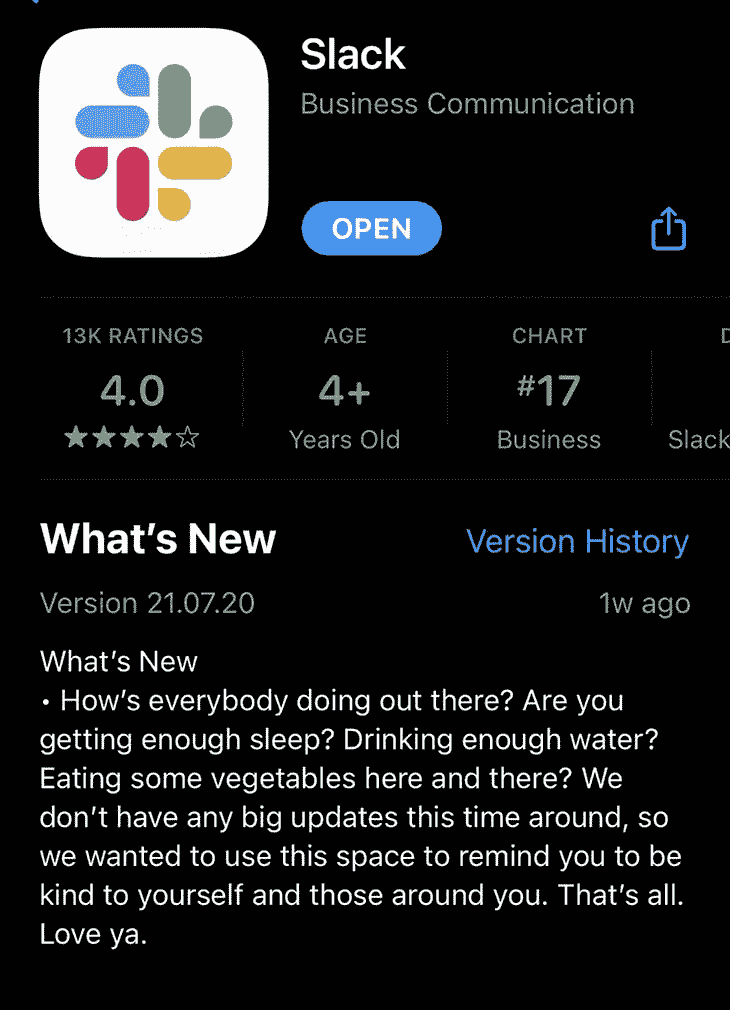 Slack
Business Communication
OPEN
13K RATINGS
4.0
★★★★☆
AGE
4+
Years Old
CHART
#17
Business
D
Slack
What’s New
Version History
Version 21.07.20
1w ago
What’s New
• How’s everybody doing out there? Are you
getting enough sleep? Drinking enough water?
Eating some vegetables here and there? We
don’t have any big updates this time around, so
we wanted to use this space to remind you to be
kind to yourself and those around you. That’s all.
Love ya.